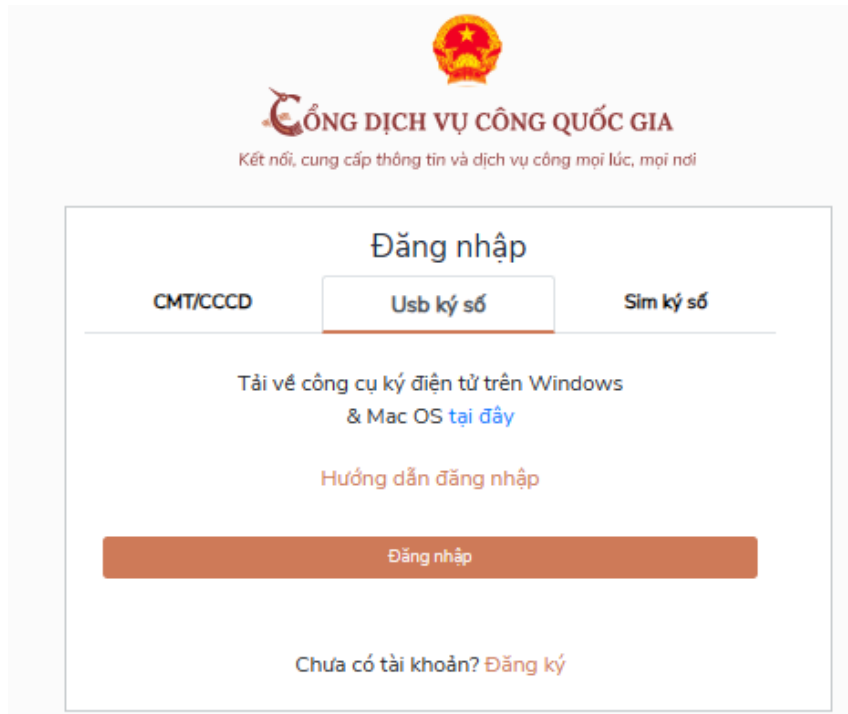 CỔNG DỊCH VỤ CÔNG QUỐC GIA
Kết nối, cung cấp thông tin và dịch vụ công mọi lúc, mọi nơi
Đăng nhập
CMT/CCCD Usb ký số Sim ký số
Tải về công cụ ký điện tử trên Windows
& Mac OS tại đây
Hướng dẫn đăng nhập
Đăng nhập
Chưa có tài khoản? Đăng ký